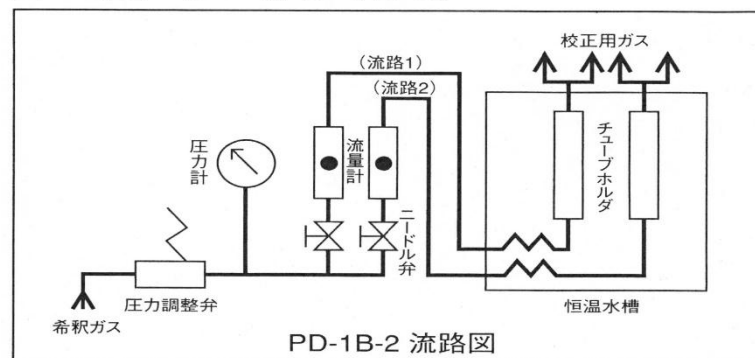 校正用ガス
(流路1)
(流路2)
圧力計
流量計
ニードル弁
チューブホルダ
圧力調整弁
希釈ガス
恒温水槽
PD-1B-2 流路図